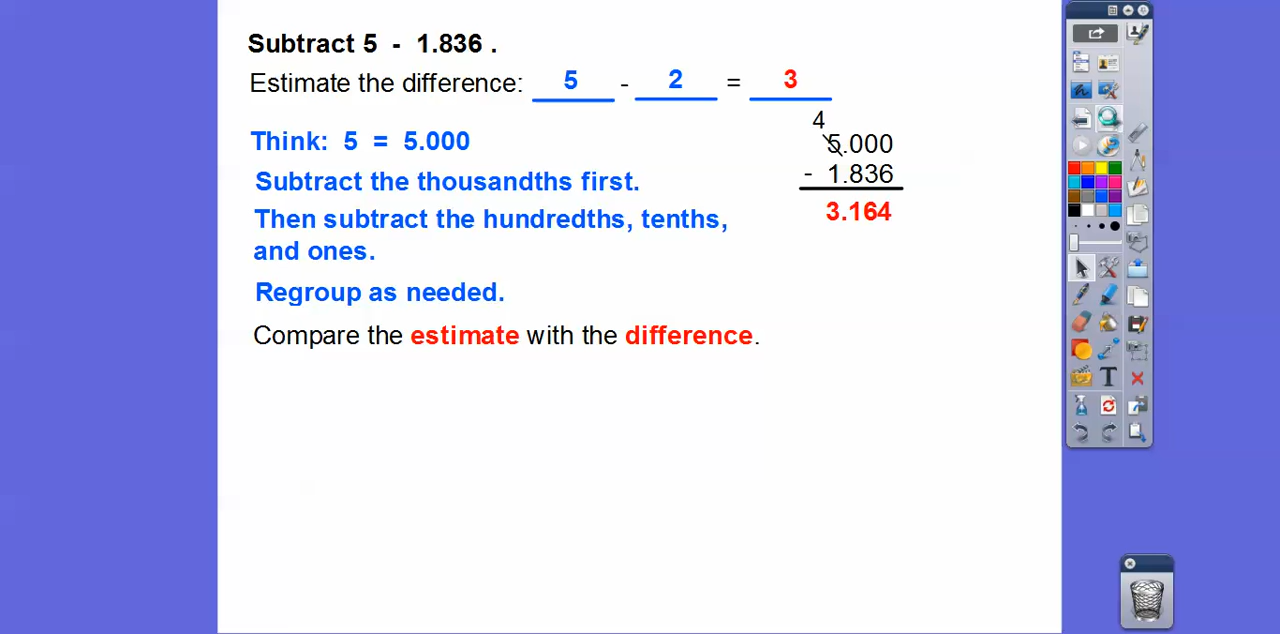 Subtract 5 - 1.836 .
Estimate the difference: 5 - 2 = 3
4
Think: 5 = 5.000
5.000
Subtract the thousandths first.
- 1.836
Then subtract the hundredths, tenths,
3.164
and ones.
Regroup as needed.
Compare the estimate with the difference.
T